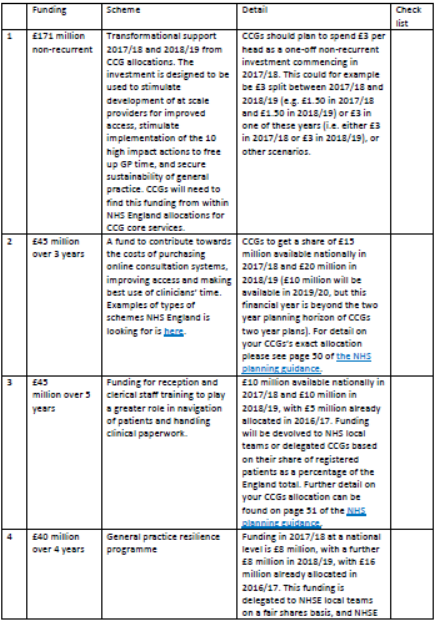 Funding Scheme Detail Check
list
1 £171 million
non-recurrent
Transformational support
2017/18 and 2018/19 from
CCG allocations. The
investment is designed to be
used to stimulate
development of at scale
providers for improved
access, stimulate
implementation of the 10
high impact actions to free
up GP time, and secure
sustainability of general
practice. CCGs will need to
find this funding from within
NHS England allocations for
CCG core services.
CCGs should plan to spend £3 per
head as a one-off non-recurrent
investment commencing in
2017/18. This could for example
be £3 split between 2017/18 and
2018/19 (e.g. £1.50 in 2017/18
and £1.50 in 2018/19) or £3 in
one of these years (i.e. either £3
in 2017/18 or £3 in 2018/19), or
other scenarios.
2 £45 million
over 3 years
A fund to contribute towards
the costs of purchasing
online consultation systems,
improving access and making
best use of clinicians' time.
Examples of types of
schemes NHS England is
looking for is here.
CCGs to get a share of £15
million available nationally in
2017/18 and £20 million in
2018/19 (£10 million will be
available in 2019/20, but this
financial year is beyond the two
year planning horizon of CCGs
two year plans). For detail on
your CCGs's exact allocation
please see page 50 of the NHS
planning guidance.
3 £45
million over 5
years
Funding for reception and
clerical staff training to play
a greater role in navigation
of patients and handling
clinical paperwork.
£10 million available nationally in
2017/18 and £10 million in
2018/19, with £5 million already
allocated in 2016/17. Funding
will be devolved to NHS local
teams or delegated CCGs based
on their share of registered
patients as a percentage of the
England total. Further detail on
your CCGs allocation can be
found on page 51 of the NHS
planning guidance.
4 £40 million
over 4 years
General practice resilience
programme
Funding in 2017/18 at a national
level is £8 million, with a further
£8 million in 2018/19, with £16
million already allocated in
2016/17. This funding is
delegated to NHSE local teams
on a fair shares basis, and NHSE